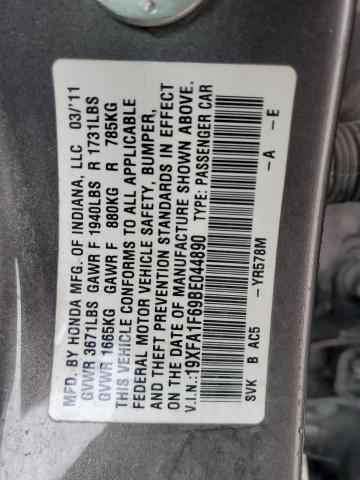 MFD. BY HONDA MFG. OF INDIANA, LLC 03/'11
GVWR 3671LBS GAWR F 1940LBS R 1731LBS
GVWR 1665KG GAWR F 880KG R 785KG
THIS VEHICLE CONFORMS TO ALL APPLICABLE
FEDERAL MOTOR VEHICLE SAFETY, BUMPER,
AND THEFT PREVENTION STANDARDS IN EFFECT
ON THE DATE OF MANUFACTURE SHOWN ABOVE.
V.I.N.:19XFA1F69BE044890 TYPE: PASSENGER CAR
—YR578M —A —E
SVK B AC5